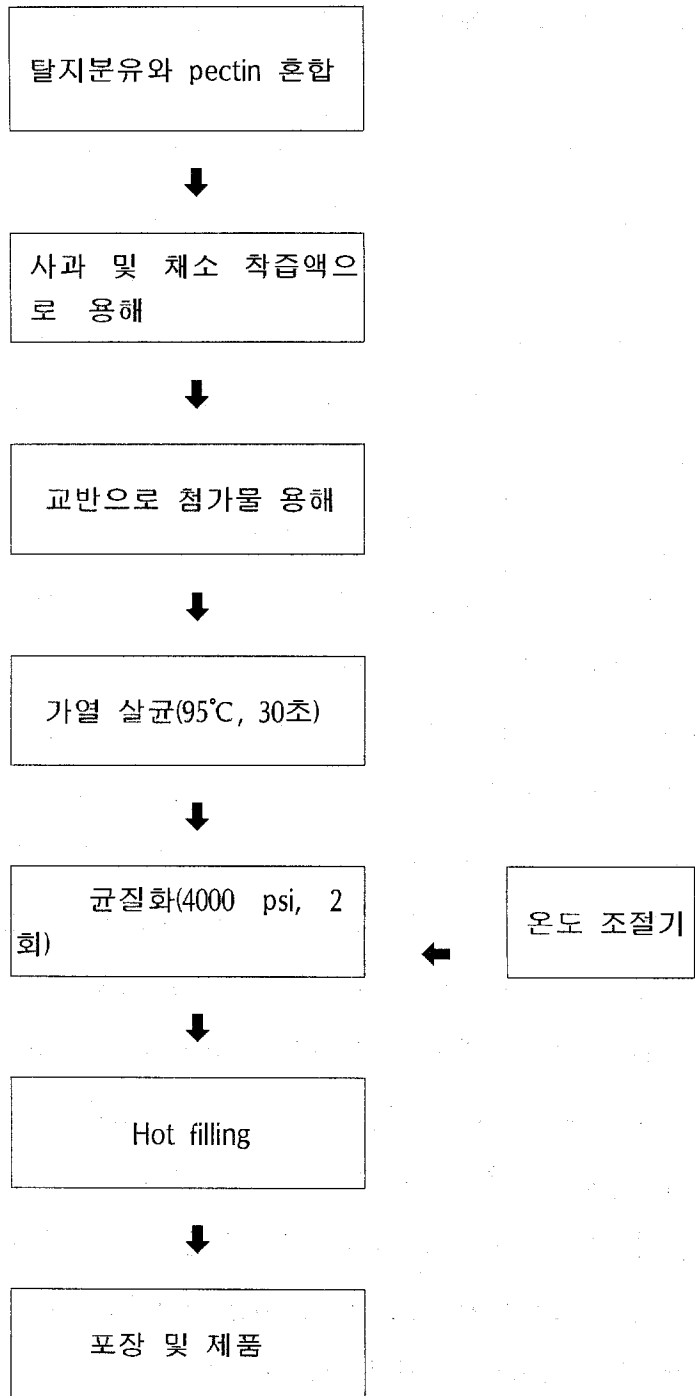 탈지분유와 pectin 혼합
사과 및 채소 착즙액으
로 용해
교반으로 첨가물 용해
가열 살균(95℃, 30초)
균질화(4000 psi, 2
회)
온도 조절기
Hot filling
포장 및 제품